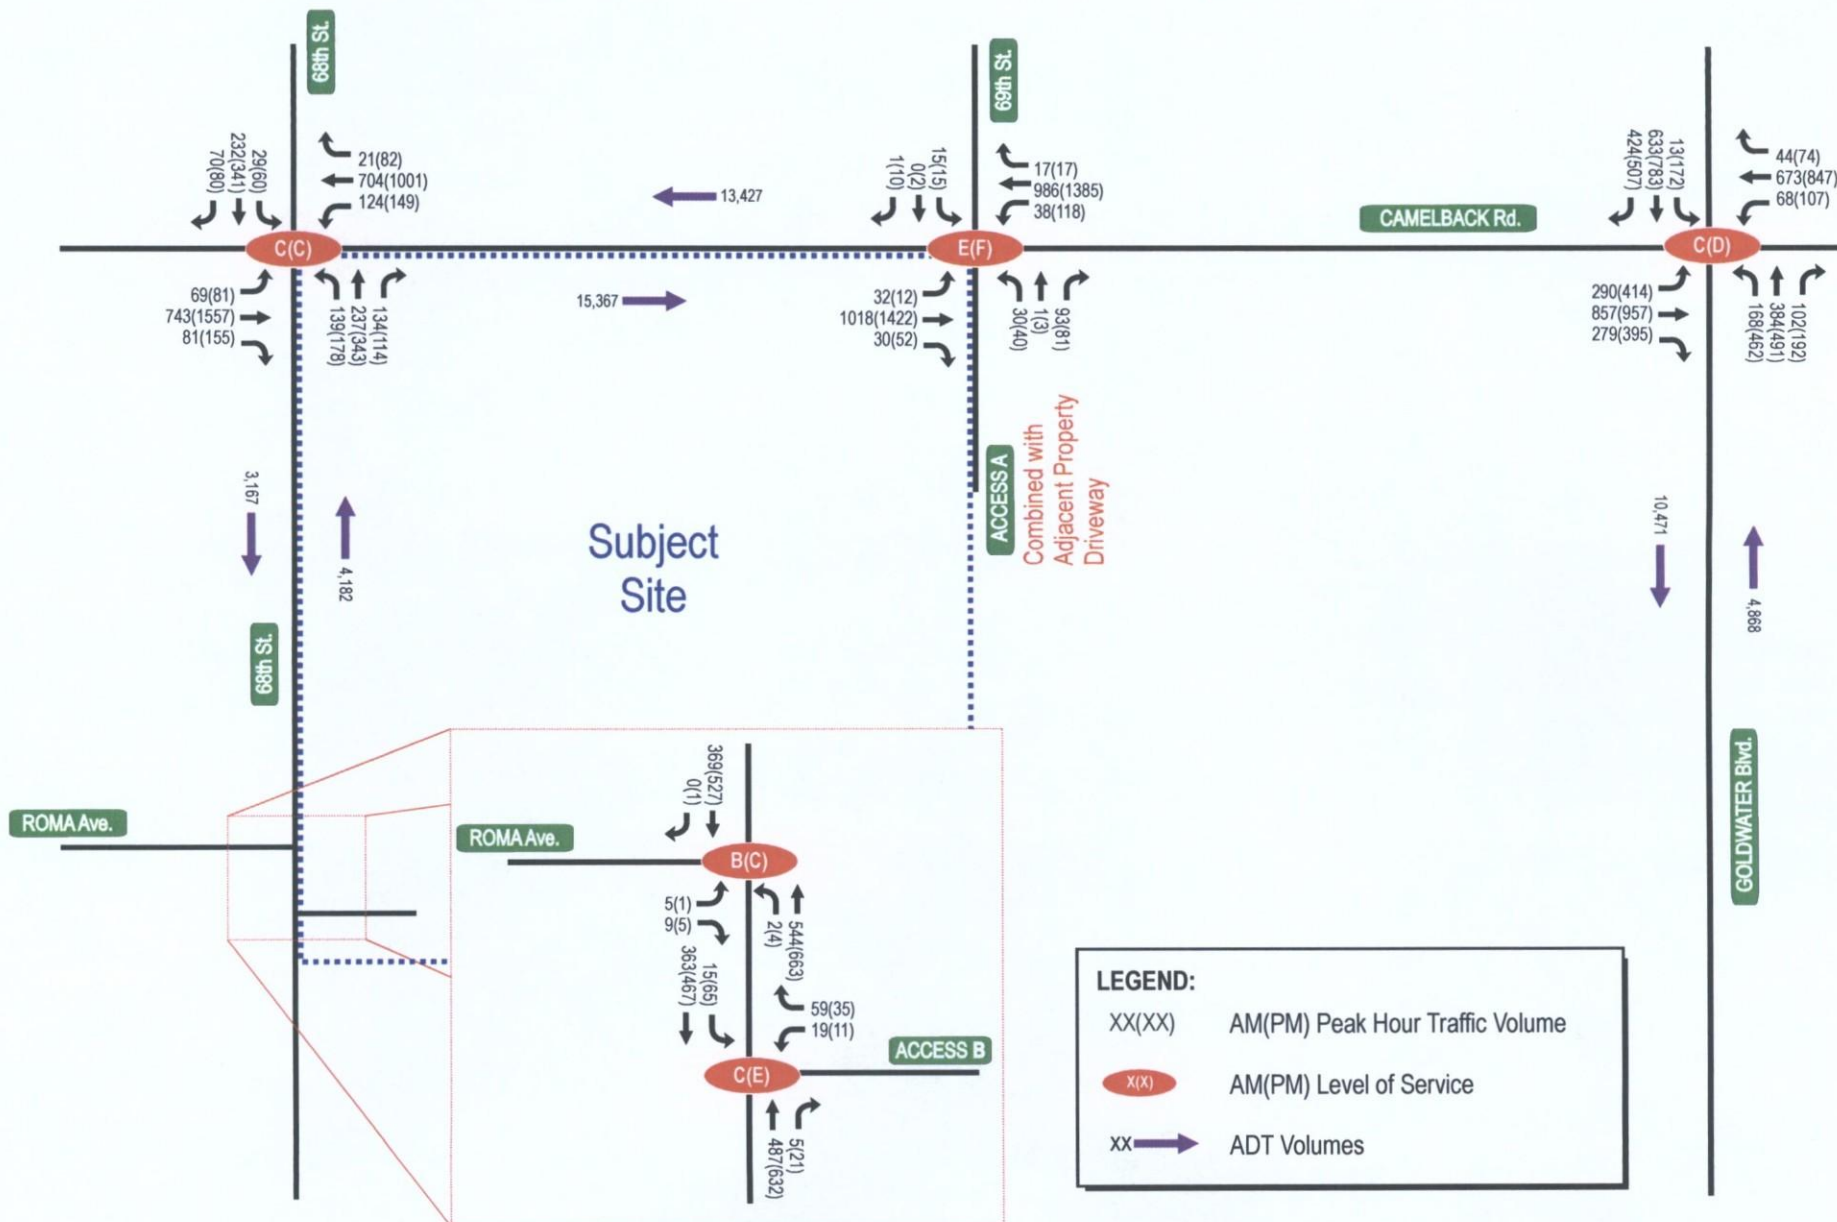 68th St.
69th St.
70(80)
232(341)
29(60)
21(82)
704(1001)
124(149)
13,427
1(10)
0(2)
15(15)
17(17)
986(1385)
38(118)
CAMELBACK Rd.
424(507)
633(783)
13(172)
44(74)
673(847)
68(107)
C(C)
E(F)
C(D)
69(81)
743(1557)
81(155)
139(178)
237(343)
134(114)
15,367
32(12)
1018(1422)
30(52)
30(40)
1(3)
93(81)
290(414)
857(957)
279(395)
168(462)
384(491)
102(192)
3,167
4,182
Subject
Site
ACCESS A
Combined with
Adjacent Property
Driveway
10,471
4,868
68th St.
GOLDWATER Blvd.
ROMA Ave.
ROMA Ave.
0(1)
369(527)
B(C)
5(1)
9(5)
2(4)
544(663)
363(467)
15(65)
59(35)
19(11)
ACCESS B
C(E)
487(632)
5(21)
LEGEND:
XX(XX) AM(PM) Peak Hour Traffic Volume
X(X) AM(PM) Level of Service
XX ADT Volumes